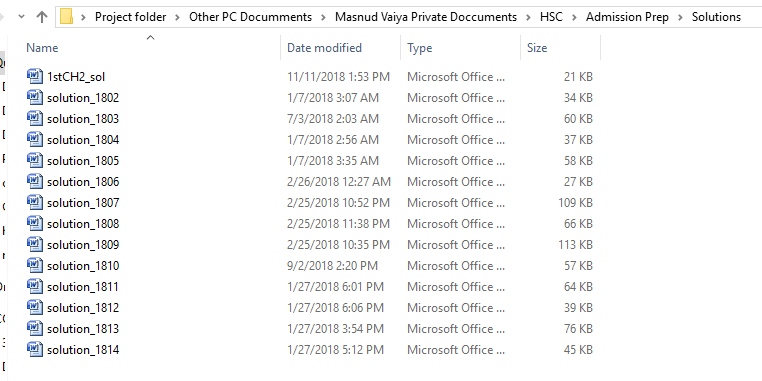 Project folder > Other PC Documments > Masnud Vaiya Private Doccuments > HSC > Admission Prep > Solutions
Name Date modified Type Size
1stCH2_sol 11/11/2018 1:53 PM Microsoft Office ... 21 KB
solution_1802 1/7/2018 3:07 AM Microsoft Office ... 34 KB
solution_1803 7/3/2018 2:03 AM Microsoft Office ... 60 KB
solution_1804 1/7/2018 2:56 AM Microsoft Office ... 37 KB
solution_1805 1/7/2018 3:35 AM Microsoft Office ... 58 KB
solution_1806 2/26/2018 12:27 AM Microsoft Office ... 27 KB
solution_1807 2/25/2018 10:52 PM Microsoft Office ... 109 KB
solution_1808 2/25/2018 11:38 PM Microsoft Office ... 66 KB
solution_1809 2/25/2018 10:35 PM Microsoft Office ... 113 KB
solution_1810 9/2/2018 2:20 PM Microsoft Office ... 57 KB
solution_1811 1/27/2018 6:01 PM Microsoft Office ... 64 KB
solution_1812 1/27/2018 6:06 PM Microsoft Office ... 39 KB
solution_1813 1/27/2018 3:54 PM Microsoft Office ... 76 KB
solution_1814 1/27/2018 5:12 PM Microsoft Office ... 45 KB